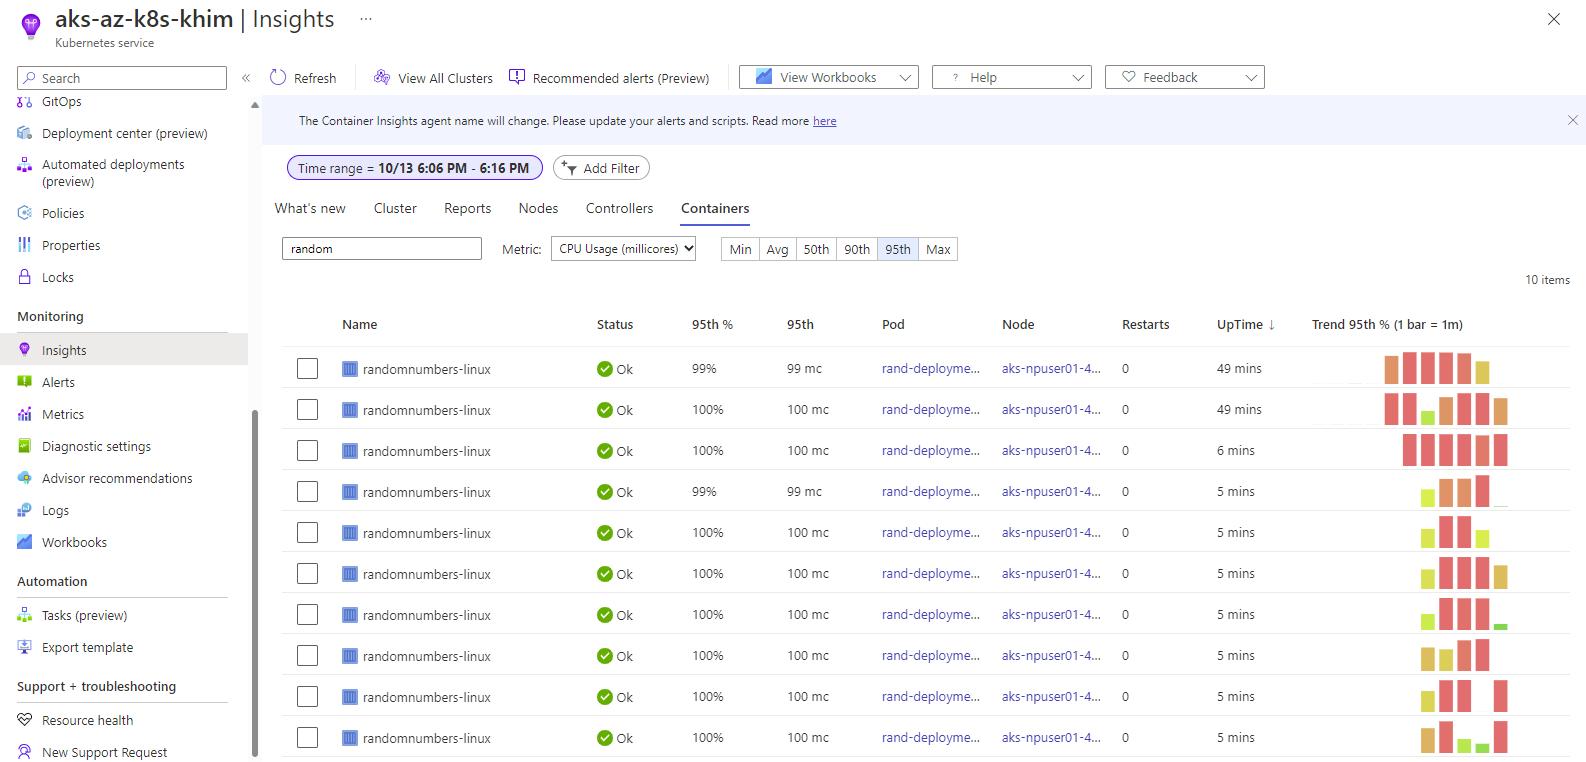 aks-az-k8s-khim | Insights ...
Kubernetes service
Search
«
Refresh
View All Clusters
Recommended alerts (Preview)
View Workbooks
? Help
Feedback
GitOps
Deployment center (preview)
Automated deployments
(preview)
Policies
Properties
Locks
Monitoring
Insights
Alerts
Metrics
Diagnostic settings
Advisor recommendations
Logs
Workbooks
Automation
Tasks (preview)
Export template
Support + troubleshooting
Resource health
New Support Request
The Container Insights agent name will change. Please update your alerts and scripts. Read more here
Time range = 10/13 6:06 PM - 6:16 PM
Add Filter
What's new Cluster Reports Nodes Controllers Containers
random Metric: CPU Usage (millicores) Min Avg 50th 90th 95th Max
10 items
Name Status 95th % 95th Pod Node Restarts UpTime ↓ Trend 95th % (1 bar = 1m)
randomnumbers-linux Ok 99% 99 mc rand-deployme... aks-npuser01-4... 0 49 mins
randomnumbers-linux Ok 100% 100 mc rand-deployme... aks-npuser01-4... 0 49 mins
randomnumbers-linux Ok 100% 100 mc rand-deployme... aks-npuser01-4... 0 6 mins
randomnumbers-linux Ok 99% 99 mc rand-deployme... aks-npuser01-4... 0 5 mins
randomnumbers-linux Ok 100% 100 mc rand-deployme... aks-npuser01-4... 0 5 mins
randomnumbers-linux Ok 100% 100 mc rand-deployme... aks-npuser01-4... 0 5 mins
randomnumbers-linux Ok 100% 100 mc rand-deployme... aks-npuser01-4... 0 5 mins
randomnumbers-linux Ok 100% 100 mc rand-deployme... aks-npuser01-4... 0 5 mins
randomnumbers-linux Ok 100% 100 mc rand-deployme... aks-npuser01-4... 0 5 mins
randomnumbers-linux Ok 100% 100 mc rand-deployme... aks-npuser01-4... 0 5 mins